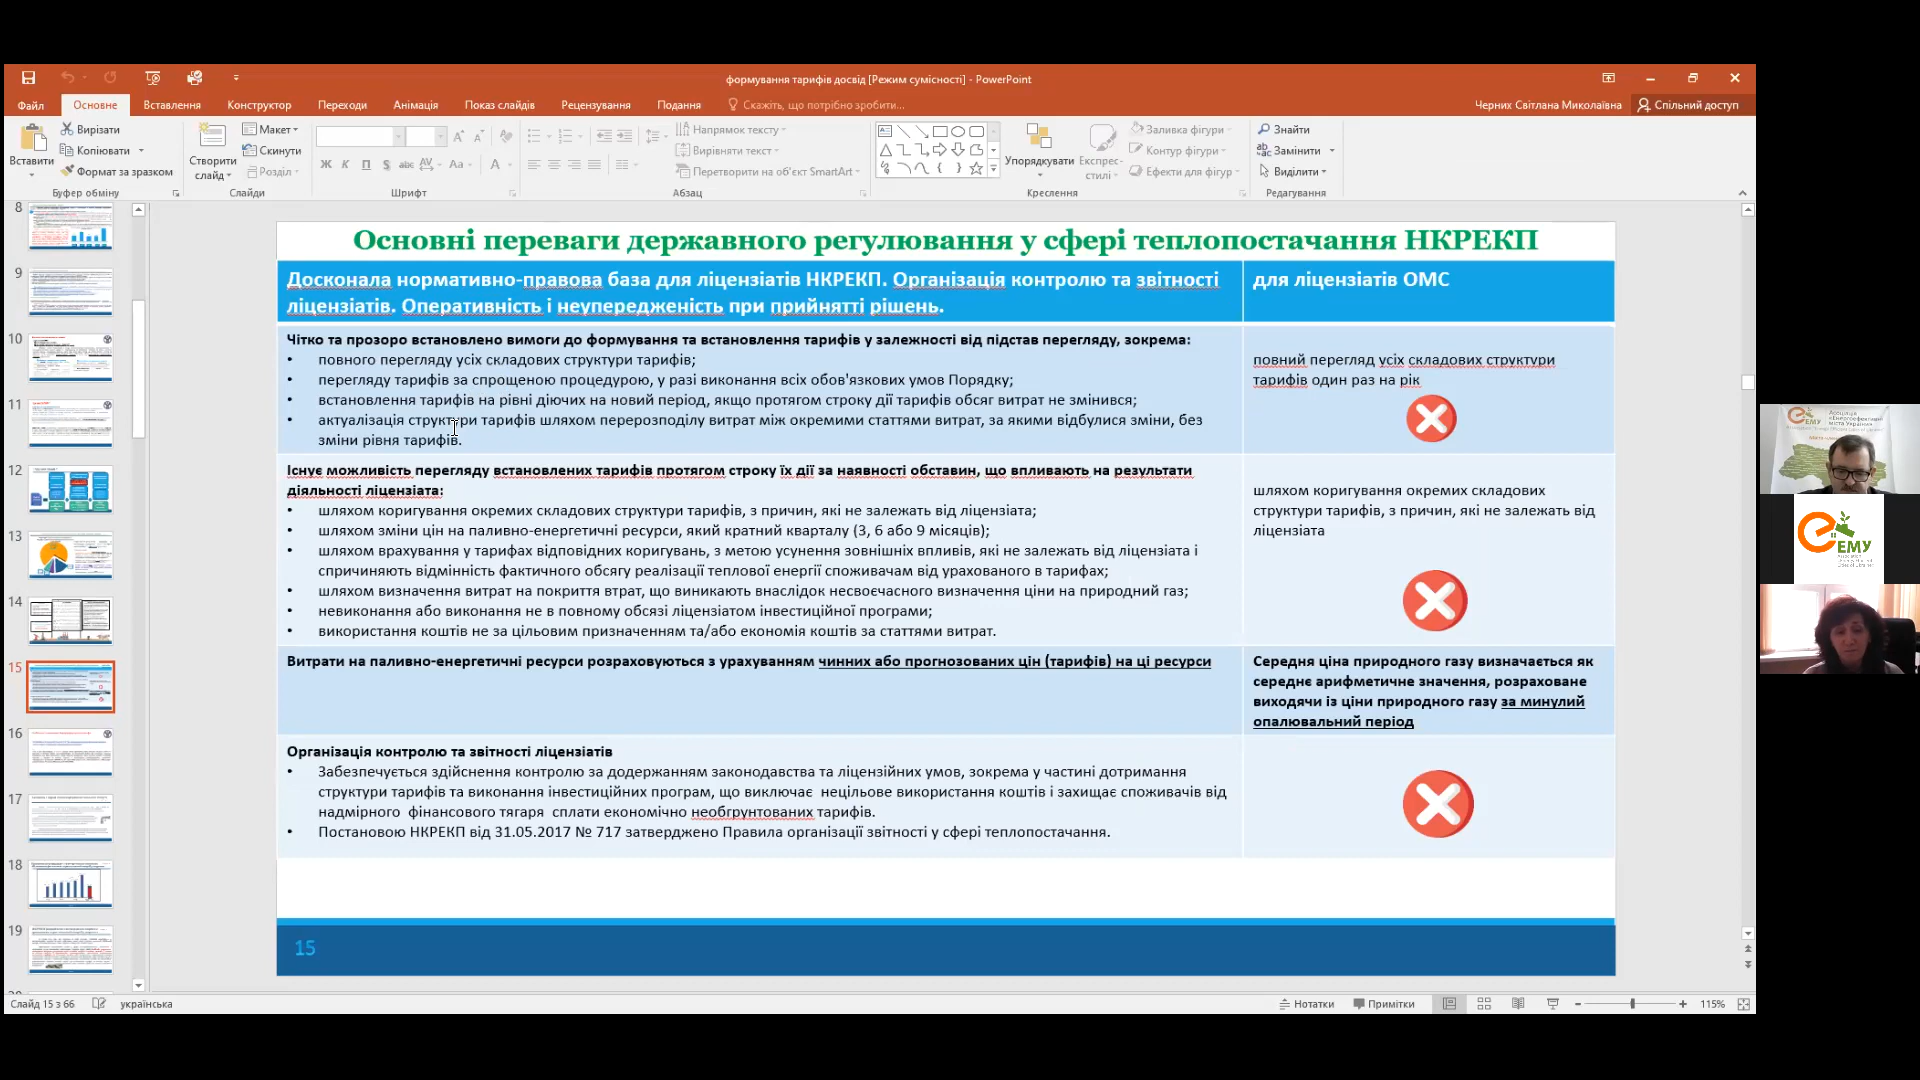 формування тарифів досвід [Режим сумісності] - PowerPoint
Файл
Основне
Вставлення
Конструктор
Переходи
Анімація
Показ слайдів
Рецензування
Подання
Скажіть, що потрібно зробити...
Черних Світлана Миколаївна
Спільний доступ
Вставити
Вирізати
Копіювати
Формат за зразком
Буфер обміну
Створити слайд
Макет
Скинути
Розділ
Слайди
Шрифт
Напрямок тексту
Вирівняти текст
Перетворити на об'єкт SmartArt
Абзац
Упорядкувати
Експрес-стилі
Заливка фігури
Контур фігури
Ефекти для фігур
Креслення
Знайти
Замінити
Виділити
Редагування
8
9
10
11
12
13
14
15
16
17
18
19
Основні переваги державного регулювання у сфері теплопостачання НКРЕКП
Досконала нормативно-правова база для ліцензіатів НКРЕКП. Організація контролю та звітності
ліцензіатів. Оперативність і неупередженість при прийнятті рішень.
для ліцензіатів ОМС
Чітко та прозоро встановлено вимоги до формування та встановлення тарифів у залежності від підстав перегляду, зокрема:
• повного перегляду усіх складових структури тарифів;
• перегляду тарифів за спрощеною процедурою, у разі виконання всіх обов'язкових умов Порядку;
• встановлення тарифів на рівні діючих на новий період, якщо протягом строку дії тарифів обсяг витрат не змінився;
• актуалізація структури тарифів шляхом перерозподілу витрат між окремими статтями витрат, за якими відбулися зміни, без
зміни рівня тарифів.
повний перегляд усіх складових структури
тарифів один раз на рік
Існує можливість перегляду встановлених тарифів протягом строку їх дії за наявності обставин, що впливають на результати
діяльності ліцензіата:
• шляхом коригування окремих складових структури тарифів, з причин, які не залежать від ліцензіата;
• шляхом зміни цін на паливно-енергетичні ресурси, який кратний кварталу (3, 6 або 9 місяців);
• шляхом врахування у тарифах відповідних коригувань, з метою усунення зовнішніх впливів, які не залежать від ліцензіата і
спричиняють відмінність фактичного обсягу реалізації теплової енергії споживачам від урахованого в тарифах;
• шляхом визначення витрат на покриття втрат, що виникають внаслідок несвоєчасного визначення ціни на природний газ;
• невиконання або виконання не в повному обсязі ліцензіатом інвестиційної програми;
• використання коштів не за цільовим призначенням та/або економія коштів за статтями витрат.
шляхом коригування окремих складових
структури тарифів, з причин, які не залежать від
ліцензіата
Витрати на паливно-енергетичні ресурси розраховуються з урахуванням чинних або прогнозованих цін (тарифів) на ці ресурси
Середня ціна природного газу визначається як
середнє арифметичне значення, розраховане
виходячи із ціни природного газу за минулий
опалювальний період
Організація контролю та звітності ліцензіатів
• Забезпечується здійснення контролю за додержанням законодавства та ліцензійних умов, зокрема у частині дотримання
структури тарифів та виконання інвестиційних програм, що виключає нецільове використання коштів і захищає споживачів від
надмірного фінансового тягаря сплати економічно необгрунтованих тарифів.
• Постановою НКРЕКП від 31.05.2017 № 717 затверджено Правила організації звітності у сфері теплопостачання.
15
Асоціація
«Енергоефективні
міста України»
ЕМУ
ЕМУ
Слайд 15 з 66
українська
Нотатки
Примітки
115%